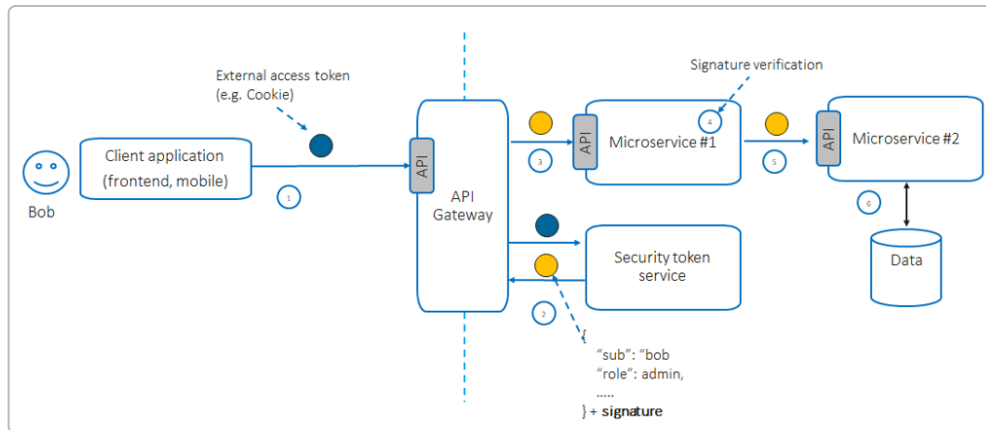 External access token
(e.g. Cookie)
Signature verification
Bob
Client application
(frontend, mobile)
1
API
API
Gateway
3
API
Microservice #1
4
5
API
Microservice #2
6
Data
Security token
service
2
{
“sub”: “bob
“role”: admin,
.....
} + signature